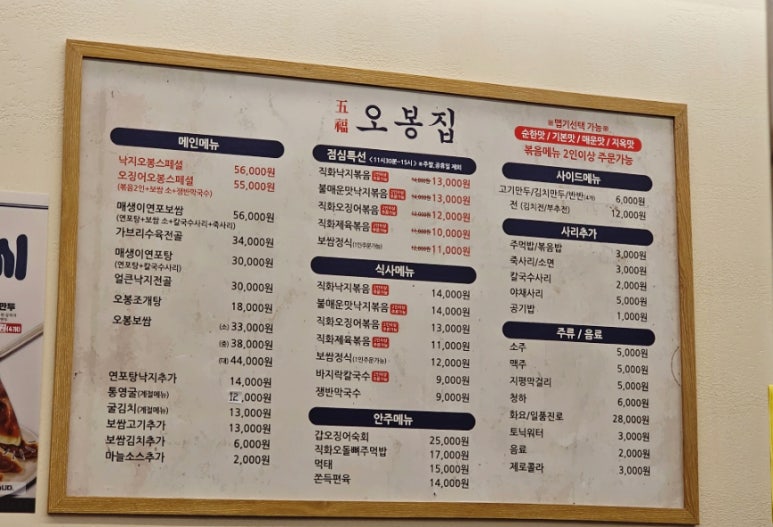 五福 오봉집
메인메뉴
낙지오봉스페셜 56,000원
오징어오봉스페셜 55,000원
(볶음2인+보쌈 소+쟁반막국수)
매생이연포보쌈 56,000원
(연포탕+보쌈 소+칼국수사리+죽사리)
가브리수육전골 34,000원
매생이연포탕 30,000원
(연포탕+칼국수사리)
얼큰낙지전골 30,000원
오봉조개탕 18,000원
오봉보쌈 (소) 33,000원
(중) 38,000원
(대) 44,000원
연포탕낙지추가 14,000원
통영굴(계절메뉴) 12,000원
굴김치(계절메뉴) 13,000원
보쌈고기추가 13,000원
보쌈김치추가 6,000원
마늘소스추가 2,000원
점심특선 <11시30분~15시> ※주말,공휴일 제외
직화낙지볶음 13,000원
불매운맛낙지볶음 13,000원
직화오징어볶음 12,000원
직화제육볶음 10,000원
보쌈정식(1인주문가능) 11,000원
식사메뉴
직화낙지볶음 14,000원
불매운맛낙지볶음 14,000원
직화오징어볶음 13,000원
직화제육볶음 11,000원
보쌈정식(1인주문가능) 12,000원
바지락칼국수 9,000원
쟁반막국수 9,000원
안주메뉴
갑오징어숙회 25,000원
직화오돌뼈주먹밥 17,000원
먹태 15,000원
쫀득편육 14,000원
※맵기선택 가능※
순한맛 / 기본맛 / 매운맛 / 지옥맛
볶음메뉴 2인이상 주문가능
사이드메뉴
고기만두/김치만두/반반(4개) 6,000원
전 (김치전/부추전) 12,000원
사리추가
주먹밥/볶음밥 3,000원
죽사리/소면 3,000원
칼국수사리 2,000원
야채사리 5,000원
공기밥 1,000원
주류 / 음료
소주 5,000원
맥주 5,000원
지평막걸리 5,000원
청하 6,000원
화요/일품진로 28,000원
토닉워터 3,000원
음료 2,000원
제로콜라 3,000원